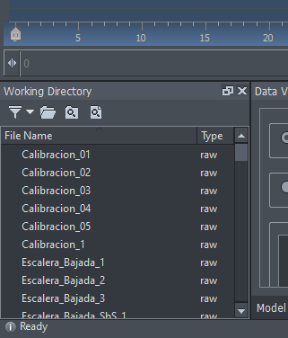 5 10 15 20
0
Working Directory Data V
File Name Type
Calibracion_01 raw
Calibracion_02 raw
Calibracion_03 raw
Calibracion_04 raw
Calibracion_05 raw
Calibracion_1 raw
Escalera_Bajada_1 raw
Escalera_Bajada_2 raw
Escalera_Bajada_3 raw
Escalera_Bajada_SbS_1 raw
Model
Ready